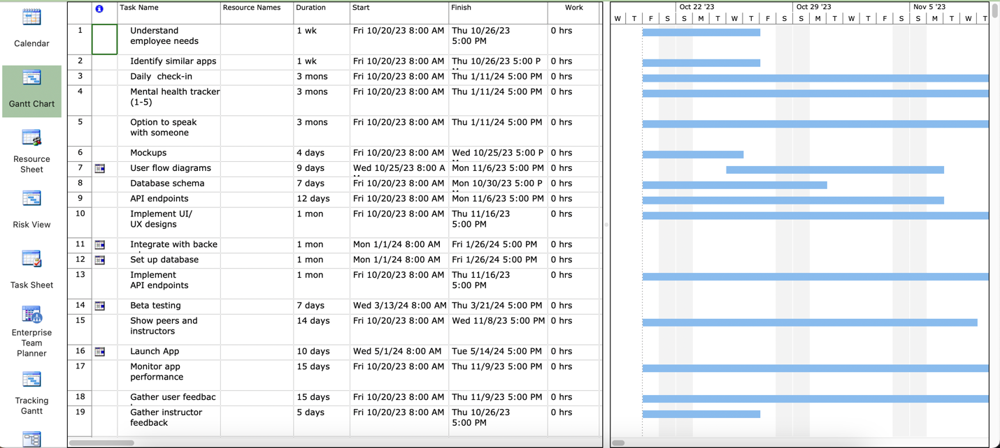 Calendar
Gantt Chart
Resource
Sheet
Risk View
Task Sheet
Enterprise
Team
Planner
Tracking
Gantt
Task Name Resource Names Duration Start Finish Work
1 Understand 1 wk Fri 10/20/23 8:00 AM Thu 10/26/23 0 hrs
employee needs 5:00 PM
2 Identify similar apps 1 wk Fri 10/20/23 8:00 AM Thu 10/26/23 5:00 P 0 hrs
3 Daily check-in 3 mons Fri 10/20/23 8:00 AM Thu 1/11/24 5:00 PM 0 hrs
4 Mental health tracker 3 mons Fri 10/20/23 8:00 AM Thu 1/11/24 5:00 PM 0 hrs
(1-5)
5 Option to speak 3 mons Fri 10/20/23 8:00 AM Thu 1/11/24 5:00 PM 0 hrs
with someone
6 Mockups 4 days Fri 10/20/23 8:00 AM Wed 10/25/23 5:00 P 0 hrs
7 User flow diagrams 9 days Wed 10/25/23 8:00 A Mon 11/6/23 5:00 PM 0 hrs
8 Database schema 7 days Fri 10/20/23 8:00 AM Mon 10/30/23 5:00 P 0 hrs
9 API endpoints 12 days Fri 10/20/23 8:00 AM Mon 11/6/23 5:00 PM 0 hrs
10 Implement UI/ 1 mon Fri 10/20/23 8:00 AM Thu 11/16/23 0 hrs
UX designs 5:00 PM
11 Integrate with backe 1 mon Mon 1/1/24 8:00 AM Fri 1/26/24 5:00 PM 0 hrs
12 Set up database 1 mon Mon 1/1/24 8:00 AM Fri 1/26/24 5:00 PM 0 hrs
13 Implement 1 mon Fri 10/20/23 8:00 AM Thu 11/16/23 0 hrs
API endpoints 5:00 PM
14 Beta testing 7 days Wed 3/13/24 8:00 AM Thu 3/21/24 5:00 PM 0 hrs
15 Show peers and 14 days Fri 10/20/23 8:00 AM Wed 11/8/23 5:00 PM 0 hrs
instructors
16 Launch App 10 days Wed 5/1/24 8:00 AM Tue 5/14/24 5:00 PM 0 hrs
17 Monitor app 15 days Fri 10/20/23 8:00 AM Thu 11/9/23 5:00 PM 0 hrs
performance
18 Gather user feedbac 15 days Fri 10/20/23 8:00 AM Thu 11/9/23 5:00 PM 0 hrs
19 Gather instructor 5 days Fri 10/20/23 8:00 AM Thu 10/26/23 0 hrs
feedback 5:00 PM
Oct 22 '23 Oct 29 '23 Nov 5 '23
W T F S S M T W T F S S M T W T F S S M T W T